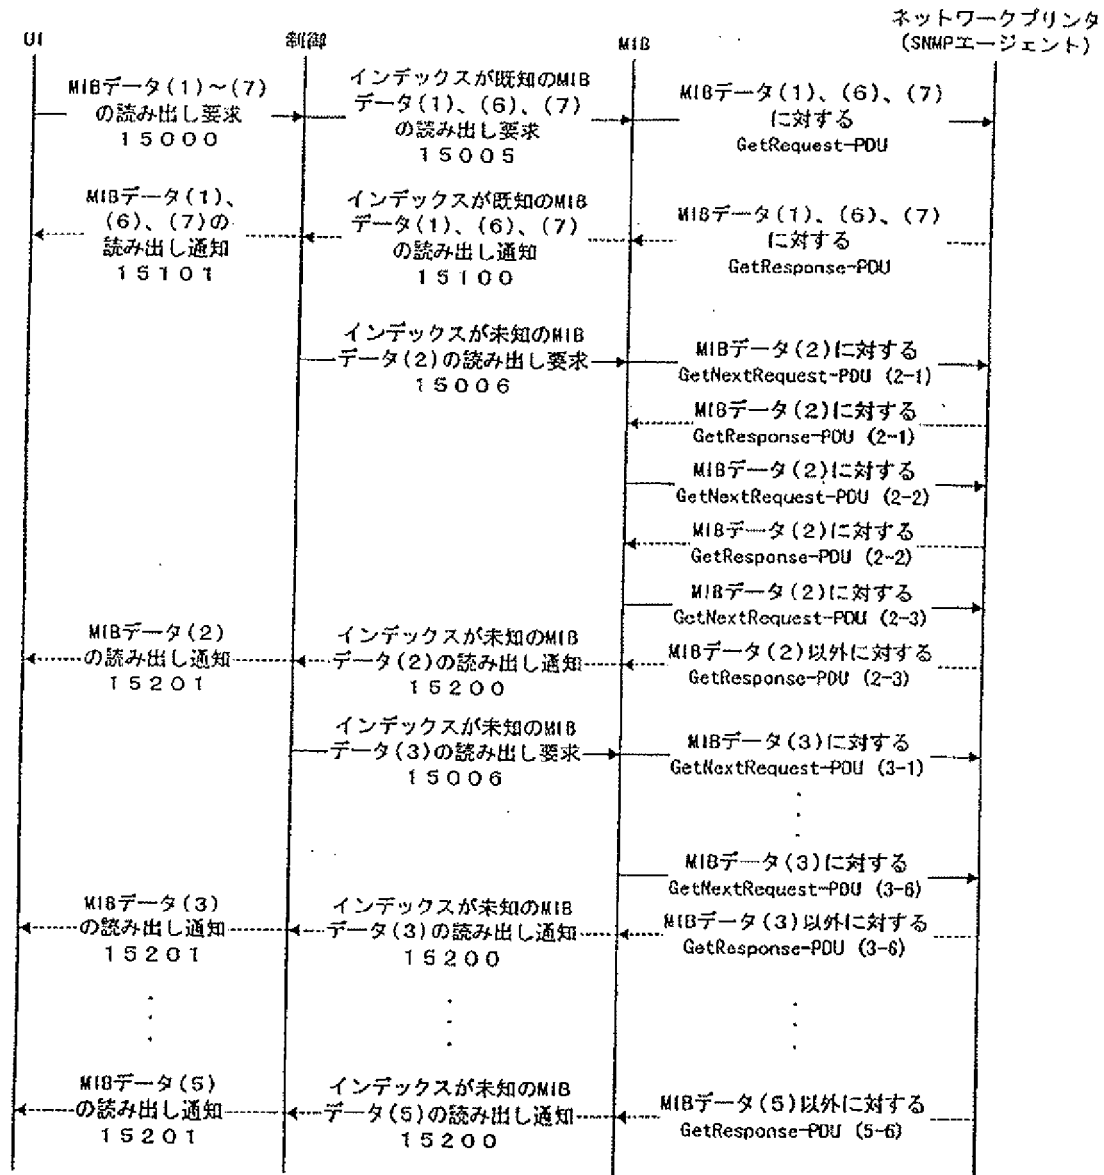 UI
制御
MIB
ネットワークプリンタ
(SNMPエージェント)
MIBデータ(1)～(7)
の読み出し要求
15000
インデックスが既知のMIB
データ(1)、(6)、(7)
の読み出し要求
15005
MIBデータ(1)、(6)、(7)
に対する
GetRequest-PDU
MIBデータ(1)、
(6)、(7)の
読み出し通知
15101
インデックスが既知のMIB
データ(1)、(6)、(7)
の読み出し通知
15100
MIBデータ(1)、(6)、(7)
に対する
GetResponse-PDU
インデックスが未知のMIB
データ(2)の読み出し要求
15006
MIBデータ(2)に対する
GetNextRequest-PDU (2-1)
MIBデータ(2)に対する
GetResponse-PDU (2-1)
MIBデータ(2)に対する
GetNextRequest-PDU (2-2)
MIBデータ(2)に対する
GetResponse-PDU (2-2)
MIBデータ(2)に対する
GetNextRequest-PDU (2-3)
MIBデータ(2)
の読み出し通知
15201
インデックスが未知のMIB
データ(2)の読み出し通知
15200
MIBデータ(2)以外に対する
GetResponse-PDU (2-3)
インデックスが未知のMIB
データ(3)の読み出し要求
15006
MIBデータ(3)に対する
GetNextRequest-PDU (3-1)
MIBデータ(3)に対する
GetNextRequest-PDU (3-6)
MIBデータ(3)
の読み出し通知
15201
インデックスが未知のMIB
データ(3)の読み出し通知
15200
MIBデータ(3)以外に対する
GetResponse-PDU (3-6)
MIBデータ(5)
の読み出し通知
15201
インデックスが未知のMIB
データ(5)の読み出し通知
15200
MIBデータ(5)以外に対する
GetResponse-PDU (5-6)